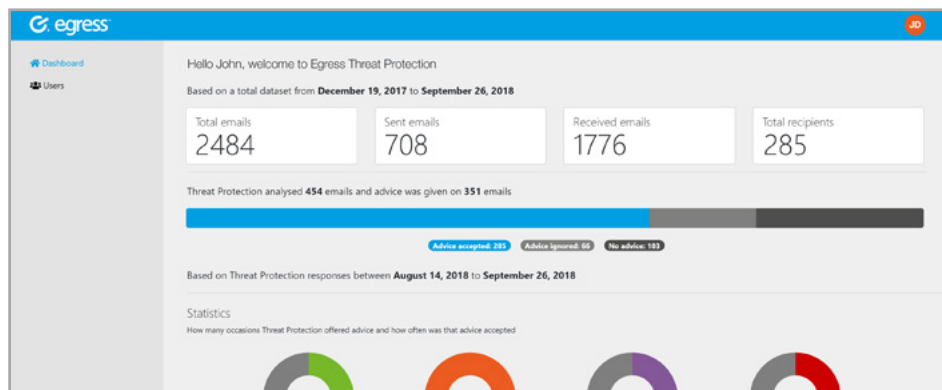 egress
JD
Dashboard
Users
Hello John, welcome to Egress Threat Protection
Based on a total dataset from December 19, 2017 to September 26, 2018
Total emails
2484
Sent emails
708
Received emails
1776
Total recipients
285
Threat Protection analysed 454 emails and advice was given on 351 emails
Advice accepted: 285
Advice ignored: 66
No advice: 103
Based on Threat Protection responses between August 14, 2018 to September 26, 2018
Statistics
How many occasions Threat Protection offered advice and how often was that advice accepted